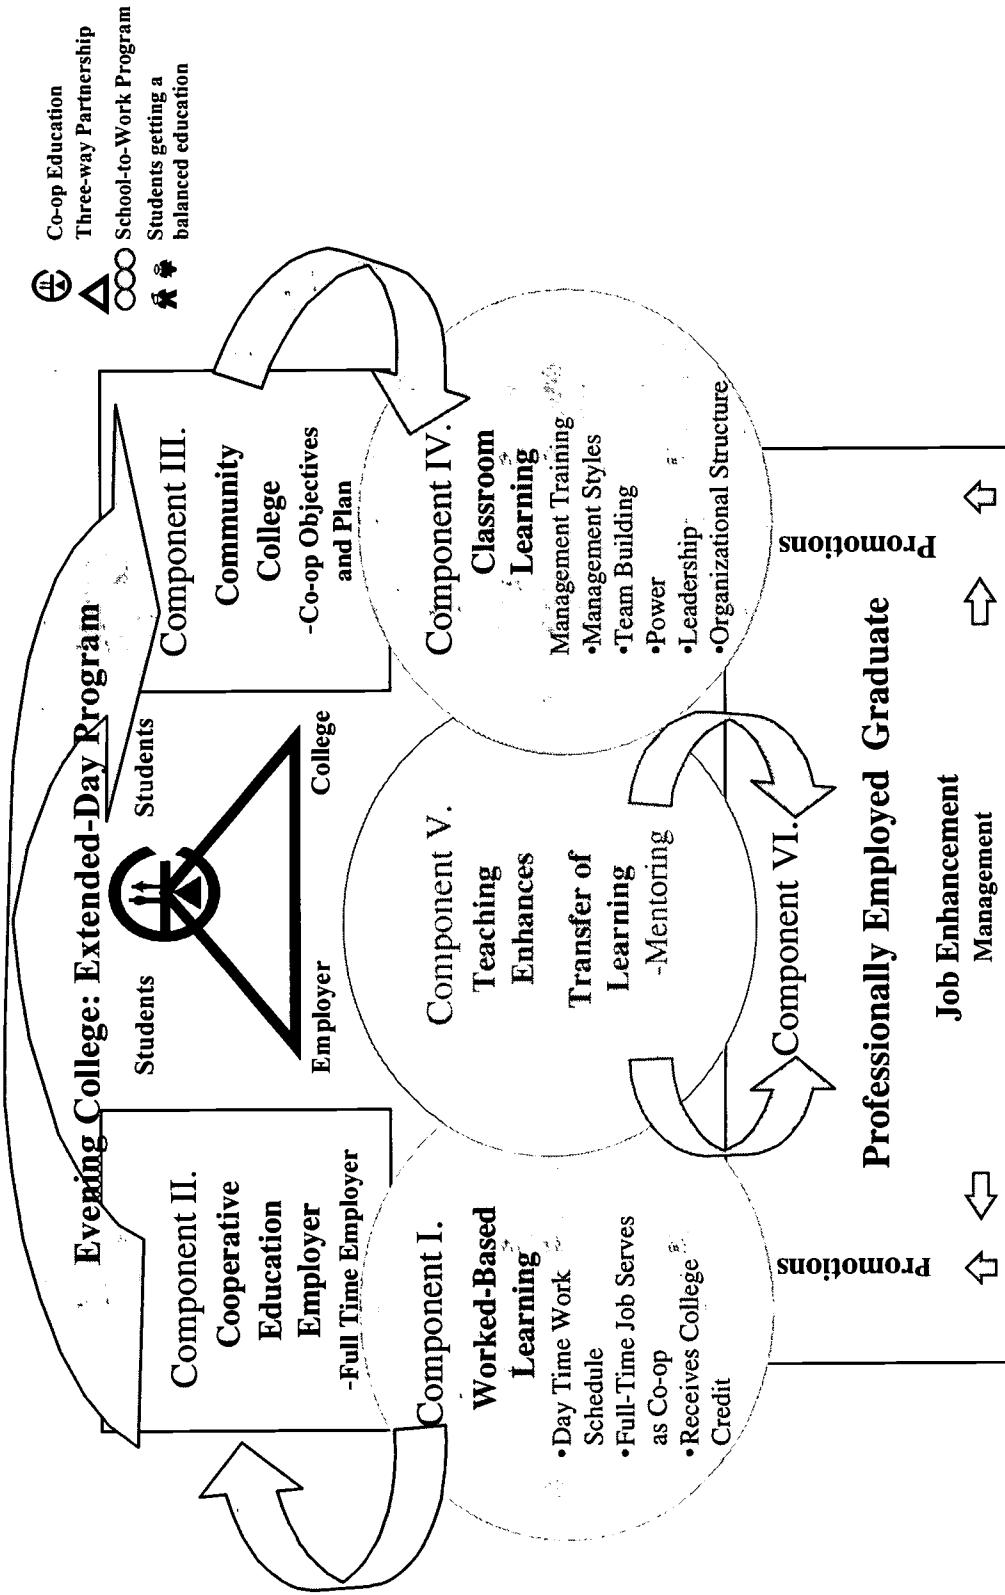 Co-op Education
Three-way Partnership
School-to-Work Program
Students getting a
balanced education
Evening College: Extended-Day Program
Component II.
Cooperative
Education
Employer
-Full Time Employer
Students
Students
Employer
College
Component III.
Community
College
-Co-op Objectives
and Plan
Component I.
Worked-Based
Learning
•Day Time Work
Schedule
•Full-Time Job Serves
as Co-op
•Receives College
Credit
Component V.
Teaching
Enhances
Transfer of
Learning
-Mentoring
Component IV.
Classroom
Learning
Management Training
•Management Styles
•Team Building
•Power
•Leadership
•Organizational Structure
Component VI.
Professionally Employed Graduate
Promotions
Promotions
Job Enhancement
Management